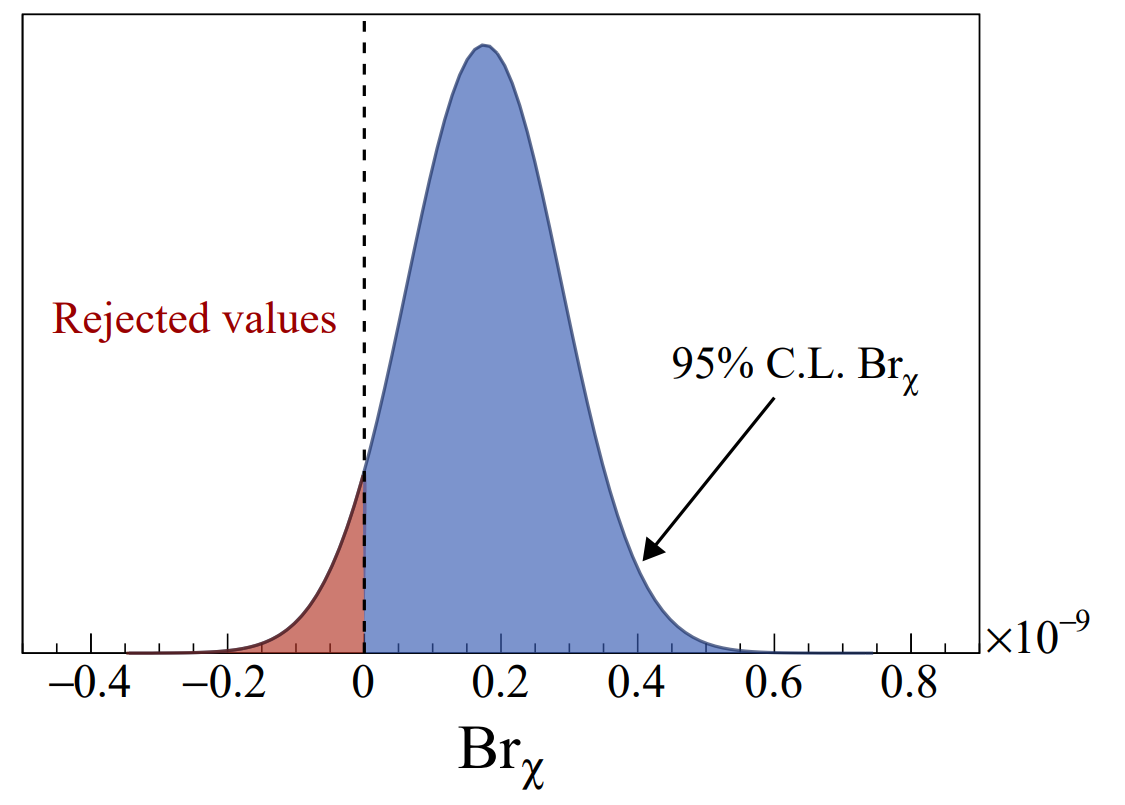 Rejected values
95% C.L. Brχ
×10⁻⁹
−0.4 −0.2 0 0.2 0.4 0.6 0.8
Brχ